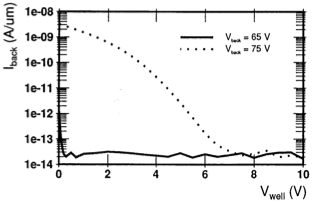 1e-08
1e-09
1e-10
1e-11
1e-12
1e-13
1e-14
I_back (A/um)
V_back = 65 V
V_back = 75 V
0 2 4 6 8 10
V_well (V)